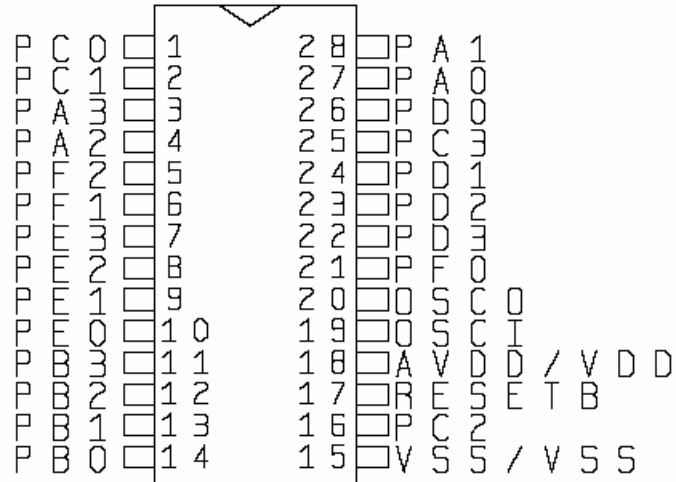 PC0 1 28 PA1
PC1 2 27 PA0
PA3 3 26 PD0
PA2 4 25 PC3
PF2 5 24 PD1
PF1 6 23 PD2
PE3 7 22 PD3
PE2 8 21 PF0
PE1 9 20 OSCO
PE0 10 19 OSCI
PB3 11 18 AVDD/VDD
PB2 12 17 RESETB
PB1 13 16 PC2
PB0 14 15 VSS/VSS